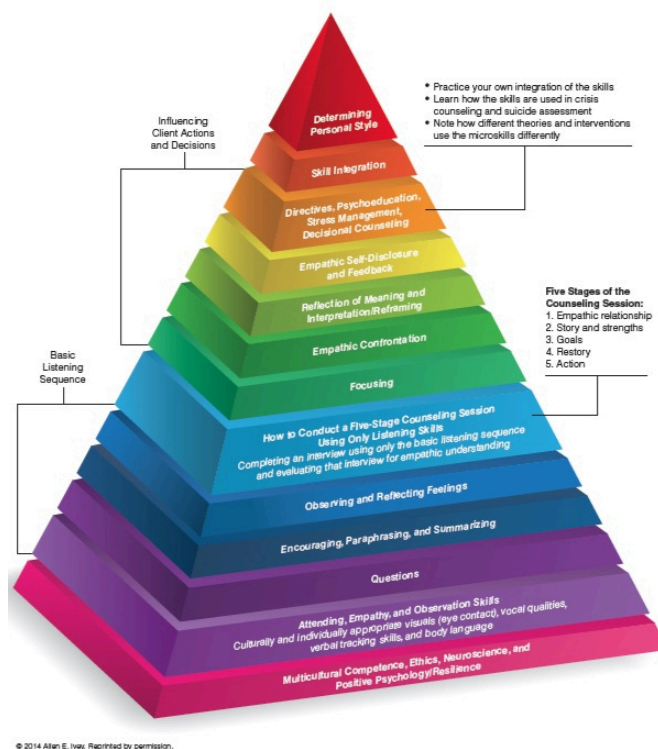 Determining
Personal Style
Skill Integration
Directives, Psychoeducation,
Stress Management,
Decisional Counseling
Empathic Self-Disclosure
and Feedback
Reflection of Meaning and
Interpretation/Reframing
Empathic Confrontation
Focusing
How to Conduct a Five-Stage Counseling Session
Using Only Listening Skills
Completing an interview using only the basic listening sequence
and evaluating that interview for empathic understanding
Observing and Reflecting Feelings
Encouraging, Paraphrasing, and Summarizing
Questions
Attending, Empathy, and Observation Skills
Culturally and individually appropriate visuals (eye contact), vocal qualities,
verbal tracking skills, and body language
Multicultural Competence, Ethics, Neuroscience, and
Positive Psychology/Resilience
Influencing
Client Actions
and Decisions
Basic
Listening
Sequence
• Practice your own integration of the skills
• Learn how the skills are used in crisis
counseling and suicide assessment
• Note how different theories and interventions
use the microskills differently
Five Stages of the
Counseling Session:
1. Empathic relationship
2. Story and strengths
3. Goals
4. Restory
5. Action
© 2014 Allen E. Ivey. Reprinted by permission.